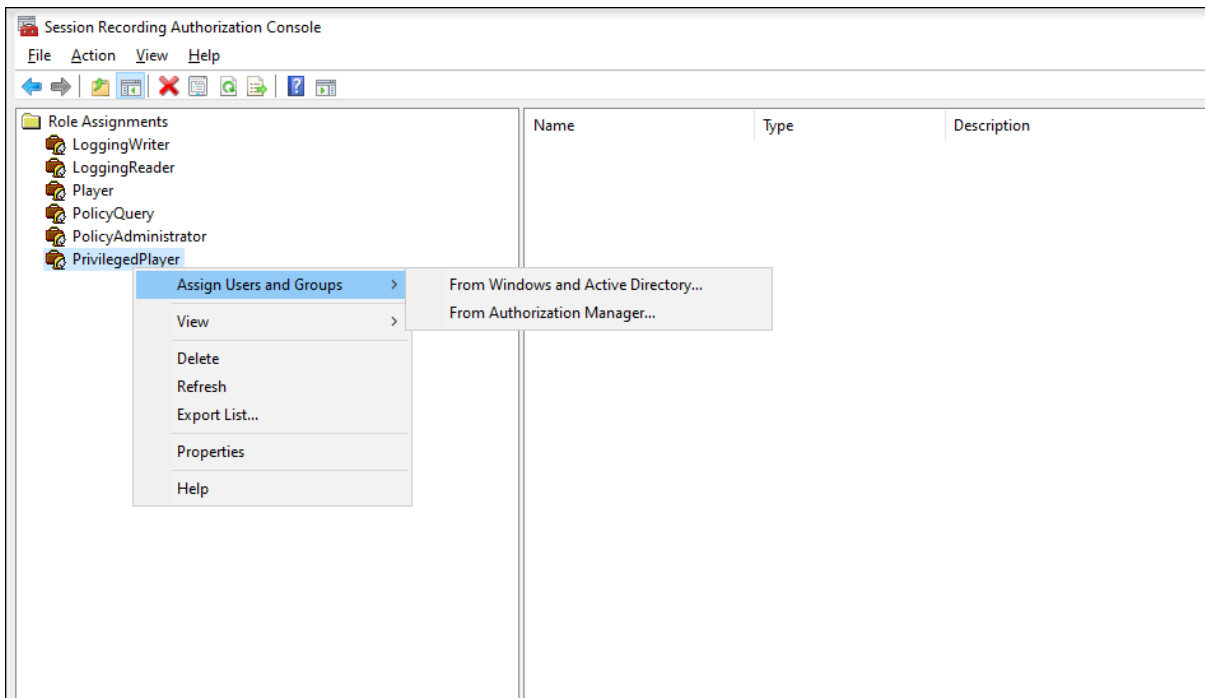 Session Recording Authorization Console
File Action View Help
Role Assignments
LoggingWriter
LoggingReader
Player
PolicyQuery
PolicyAdministrator
PrivilegedPlayer
Name Type Description
Assign Users and Groups
View
Delete
Refresh
Export List...
Properties
Help
From Windows and Active Directory...
From Authorization Manager...